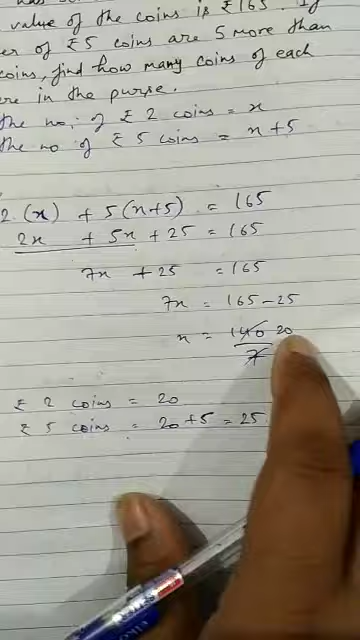 value of the coins is ₹165. If
er of ₹5 coins are 5 more than
coins, find how many coins of each
ere in the purse.
the no. of ₹ 2 coins = x
the no of ₹ 5 coins = x+5
2 (x) + 5(x+5) = 165
2x + 5x + 25 = 165
7x + 25 = 165
7x = 165-25
x = 140 20
7
₹ 2 coins = 20
₹ 5 coins = 20+5 = 25